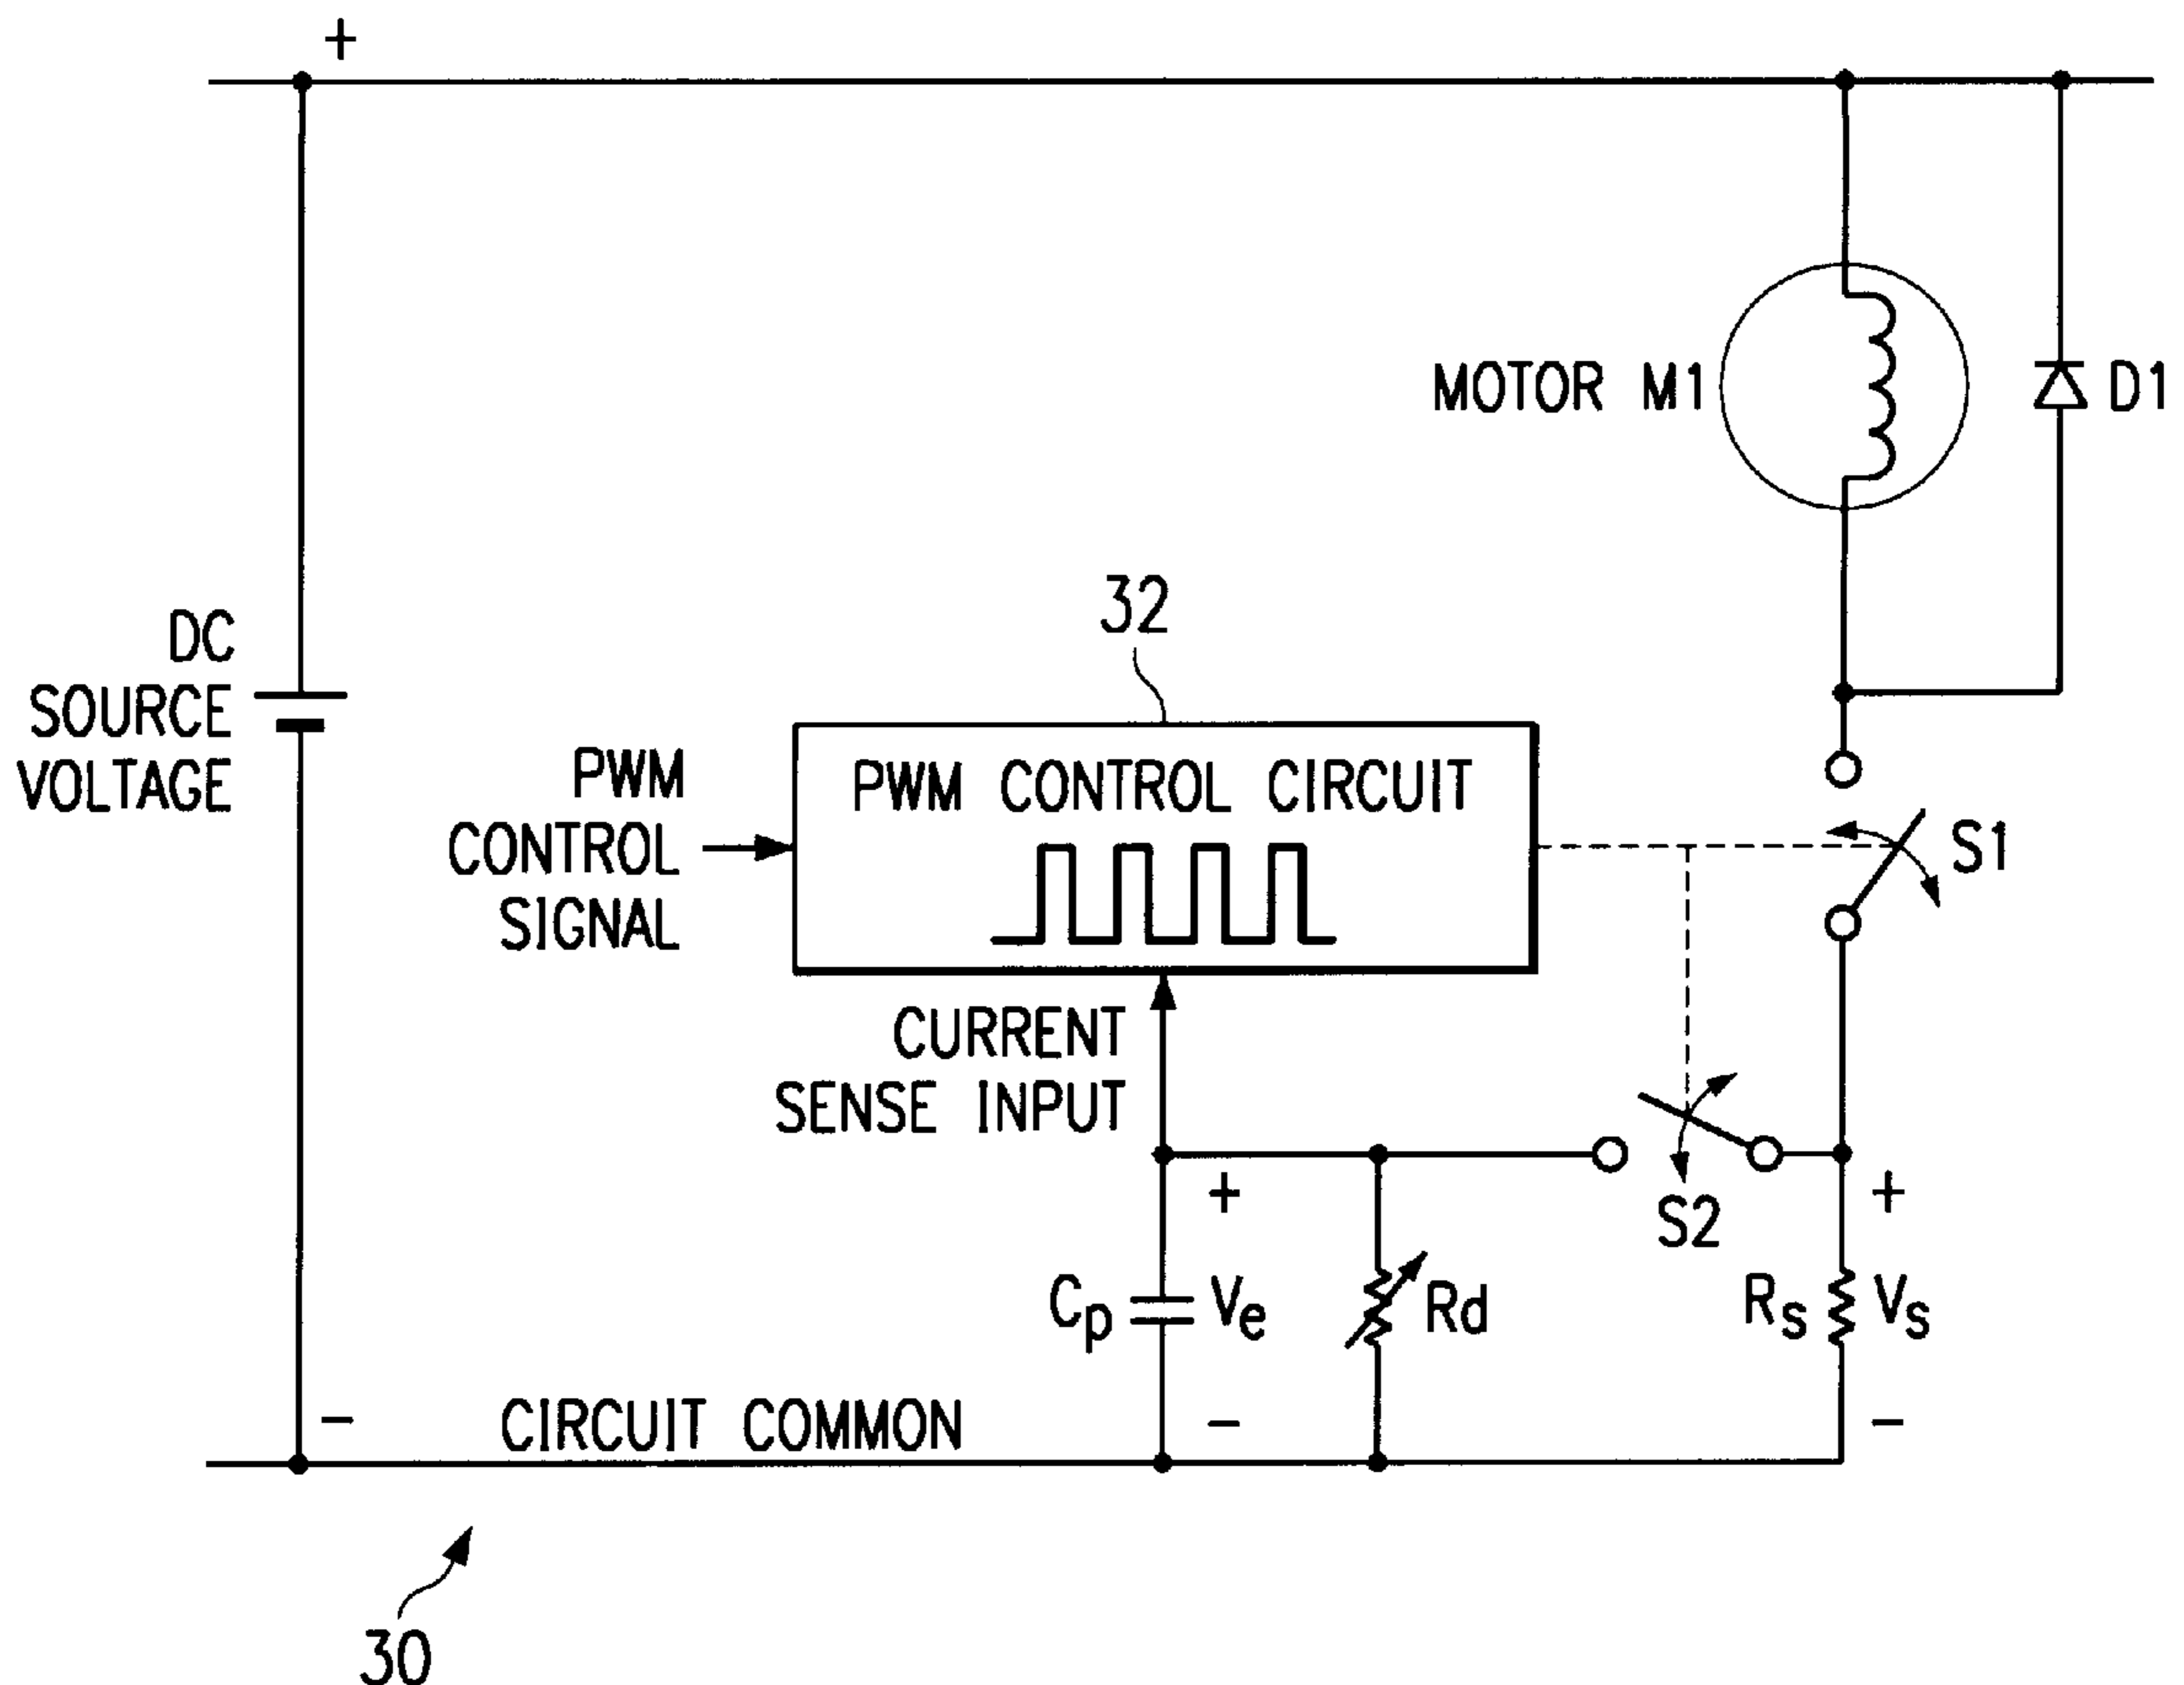 +
MOTOR M1
D1
32
DC
SOURCE
VOLTAGE
PWM
CONTROL
SIGNAL
PWM CONTROL CIRCUIT
S1
CURRENT
SENSE INPUT
S2
+
+
Cp
Ve
Rd
Rs
Vs
−
CIRCUIT COMMON
−
−
30